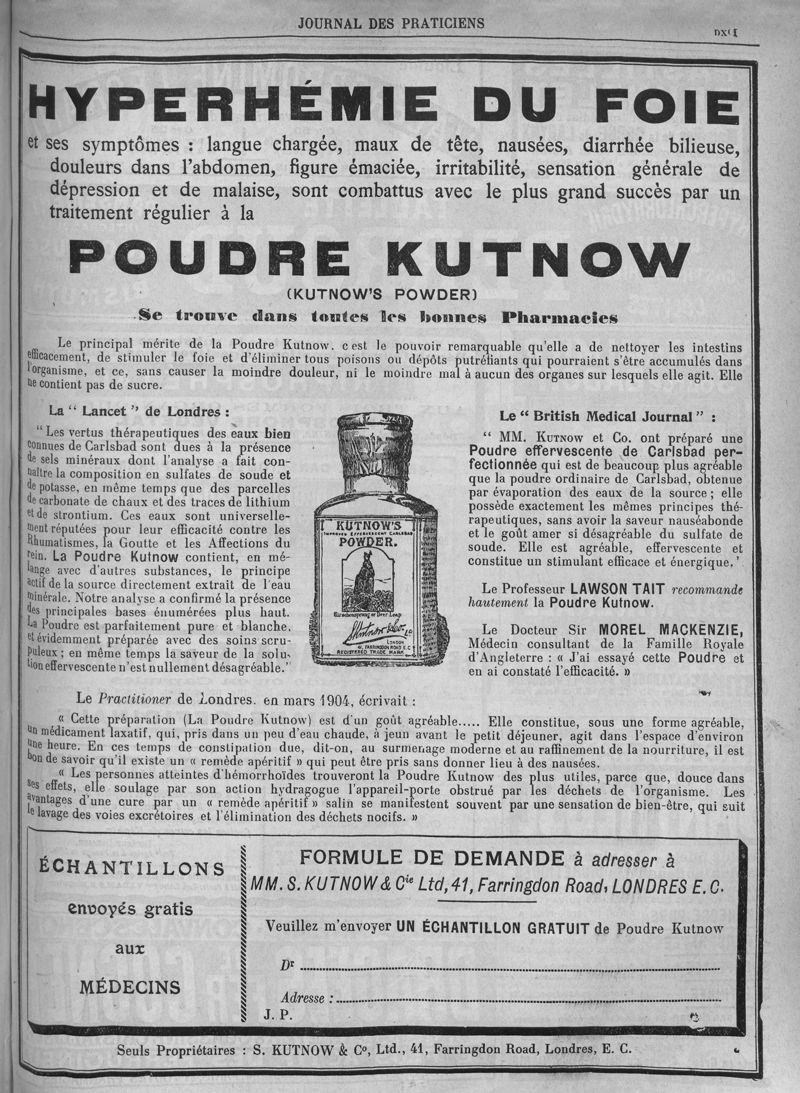 JOURNAL DES PRATICIENS
HYPERHÉMIE DU FOIE
et ses symptômes : langue chargée, maux de tête, nausées, diarrhée bilieuse,
douleurs dans l'abdomen, figure émaciée, irritabilité, sensation générale de
dépression et de malaise, sont combattus avec le plus grand succès par un
traitement régulier à la
POUDRE KUTNOW
(KUTNOW'S POWDER)
Se trouve dans toutes les bonnes Pharmacies
Le principal mérite de la Poudre Kutnow. c'est le pouvoir remarquable qu'elle a de nettoyer les intestins
efficacement, de stimuler le foie et d'éliminer tous poisons ou dépôts putréfiants qui pourraient s'être accumulés dans
l'organisme, et ce, sans causer la moindre douleur, ni le moindre mal à aucun des organes sur lesquels elle agit. Elle
ne contient pas de sucre.
La “ Lancet ” de Londres :
“ Les vertus thérapeutiques des eaux bien
connues de Carlsbad sont dues à la présence
de sels minéraux dont l'analyse a fait con-
naître la composition en sulfates de soude et
de potasse, en même temps que des parcelles
de carbonate de chaux et des traces de lithium
et de strontium. Ces eaux sont universelle-
ment réputées pour leur efficacité contre les
Rhumatismes, la Goutte et les Affections du
rein. La Poudre Kutnow contient, en mé-
lange avec d'autres substances, le principe
actif de la source directement extrait de l'eau
minérale. Notre analyse a confirmé la présence
des principales bases énumérées plus haut.
La Poudre est parfaitement pure et blanche,
et évidemment préparée avec des soins scru-
puleux ; en même temps la saveur de la solu-
tion effervescente n'est nullement désagréable.”
KUTNOW'S
IMPROVED EFFERVESCENT CARLSBAD
POWDER.
Hirschensprung or Deer Leap
S. Kutnow & Co. Ld
LONDON
41, FARRINGDON ROAD E.C
REGISTERED TRADE MARK
Le “ British Medical Journal ” :
“ MM. KUTNOW et Co. ont préparé une
Poudre effervescente de Carlsbad per-
fectionnée qui est de beaucoup plus agréable
que la poudre ordinaire de Carlsbad, obtenue
par évaporation des eaux de la source ; elle
possède exactement les mêmes principes thé-
rapeutiques, sans avoir la saveur nauséabonde
et le goût amer si désagréable du sulfate de
soude. Elle est agréable, effervescente et
constitue un stimulant efficace et énergique.’
Le Professeur LAWSON TAIT recommande
hautement la Poudre Kutnow.
Le Docteur Sir MOREL MACKENZIE,
Médecin consultant de la Famille Royale
d'Angleterre : « J'ai essayé cette Poudre et
en ai constaté l'efficacité. »
Le Practitioner de Londres. en mars 1904, écrivait :
« Cette préparation (La Poudre Kutnow) est d'un goût agréable..... Elle constitue, sous une forme agréable,
un médicament laxatif, qui, pris dans un peu d'eau chaude, à jeun avant le petit déjeuner, agit dans l'espace d'environ
une heure. En ces temps de constipation due, dit-on, au surmenage moderne et au raffinement de la nourriture, il est
bon de savoir qu'il existe un « remède apéritif » qui peut être pris sans donner lieu à des nausées.
« Les personnes atteintes d'hémorrhoïdes trouveront la Poudre Kutnow des plus utiles, parce que, douce dans
ses effets, elle soulage par son action hydragogue l'appareil-porte obstrué par les déchets de l'organisme. Les
avantages d'une cure par un « remède apéritif » salin se manifestent souvent par une sensation de bien-être, qui suit
le lavage des voies excrétoires et l'élimination des déchets nocifs. »
ÉCHANTILLONS
envoyés gratis
aux
MÉDECINS
FORMULE DE DEMANDE à adresser à
MM. S. KUTNOW & Cie Ltd, 41, Farringdon Road, LONDRES E. C.
Veuillez m'envoyer UN ÉCHANTILLON GRATUIT de Poudre Kutnow
Dr
Adresse :
J. P.
Seuls Propriétaires : S. KUTNOW & Co, Ltd., 41, Farringdon Road, Londres, E. C.